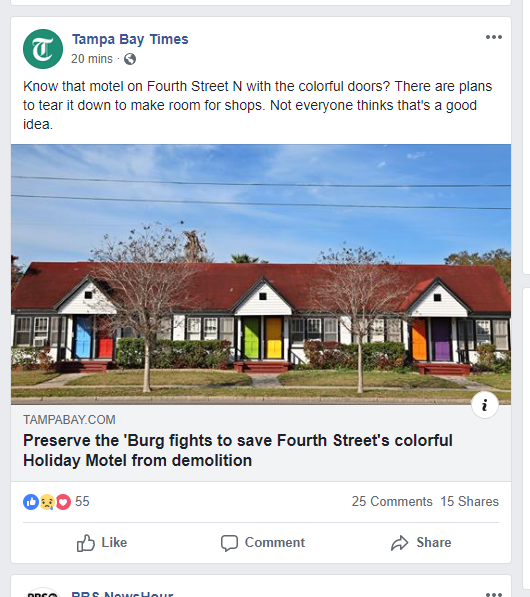 Tampa Bay Times
20 mins ·
Know that motel on Fourth Street N with the colorful doors? There are plans
to tear it down to make room for shops. Not everyone thinks that's a good
idea.
TAMPABAY.COM
Preserve the 'Burg fights to save Fourth Street's colorful
Holiday Motel from demolition
55
25 Comments 15 Shares
Like Comment Share
PBS NewsHour